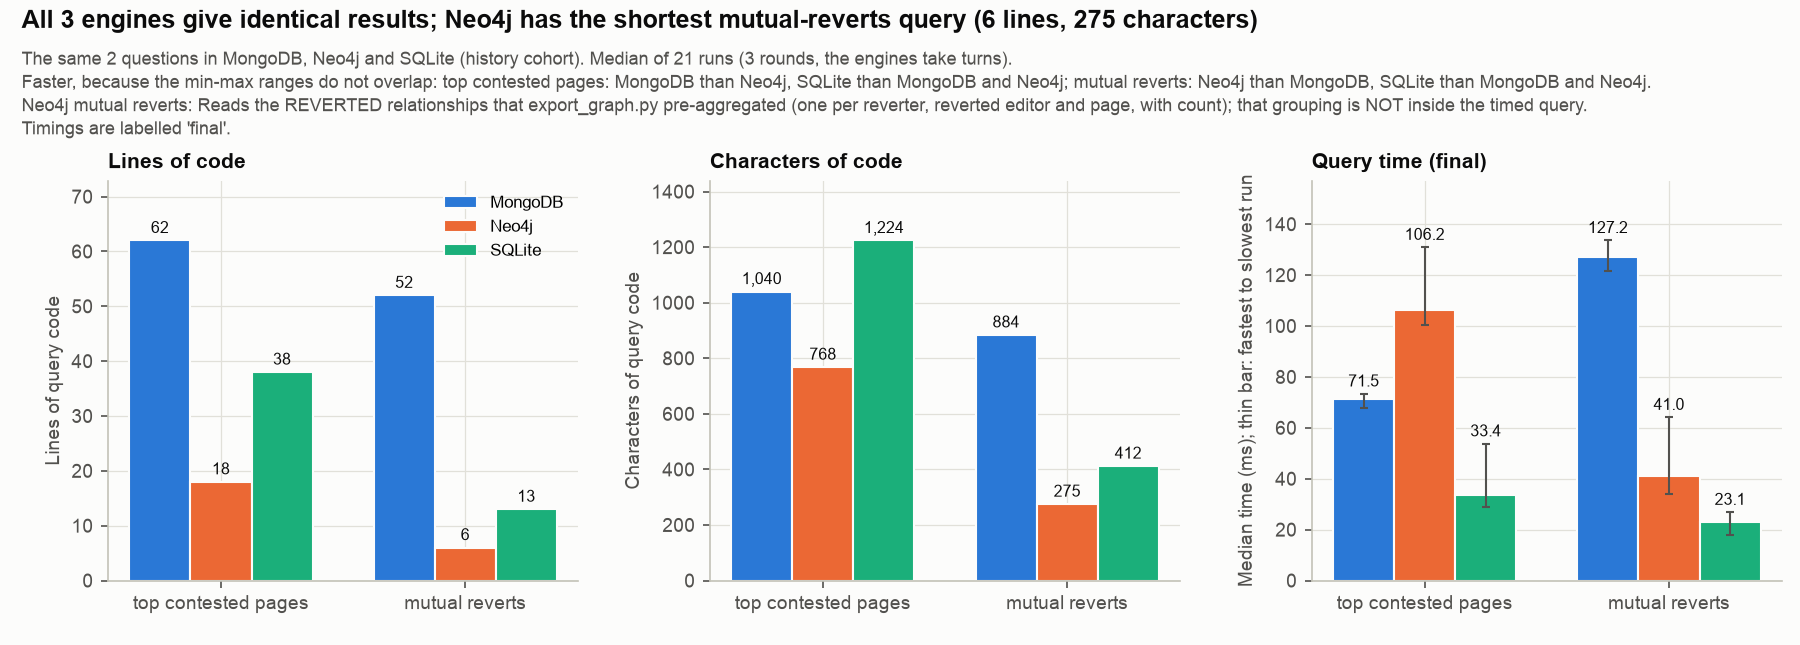 All 3 engines give identical results; Neo4j has the shortest mutual-reverts query (6 lines, 275 characters)
The same 2 questions in MongoDB, Neo4j and SQLite (history cohort). Median of 21 runs (3 rounds, the engines take turns).
Faster, because the min-max ranges do not overlap: top contested pages: MongoDB than Neo4j, SQLite than MongoDB and Neo4j; mutual reverts: Neo4j than MongoDB, SQLite than MongoDB and Neo4j.
Neo4j mutual reverts: Reads the REVERTED relationships that export_graph.py pre-aggregated (one per reverter, reverted editor and page, with count); that grouping is NOT inside the timed query.
Timings are labelled 'final'.
Lines of code
Lines of query code
70
60
50
40
30
20
10
0
MongoDB
Neo4j
SQLite
62
18
38
52
6
13
top contested pages
mutual reverts
Characters of code
Characters of query code
1400
1200
1000
800
600
400
200
0
1,040
768
1,224
884
275
412
top contested pages
mutual reverts
Query time (final)
Median time (ms); thin bar: fastest to slowest run
140
120
100
80
60
40
20
0
71.5
106.2
33.4
127.2
41.0
23.1
top contested pages
mutual reverts